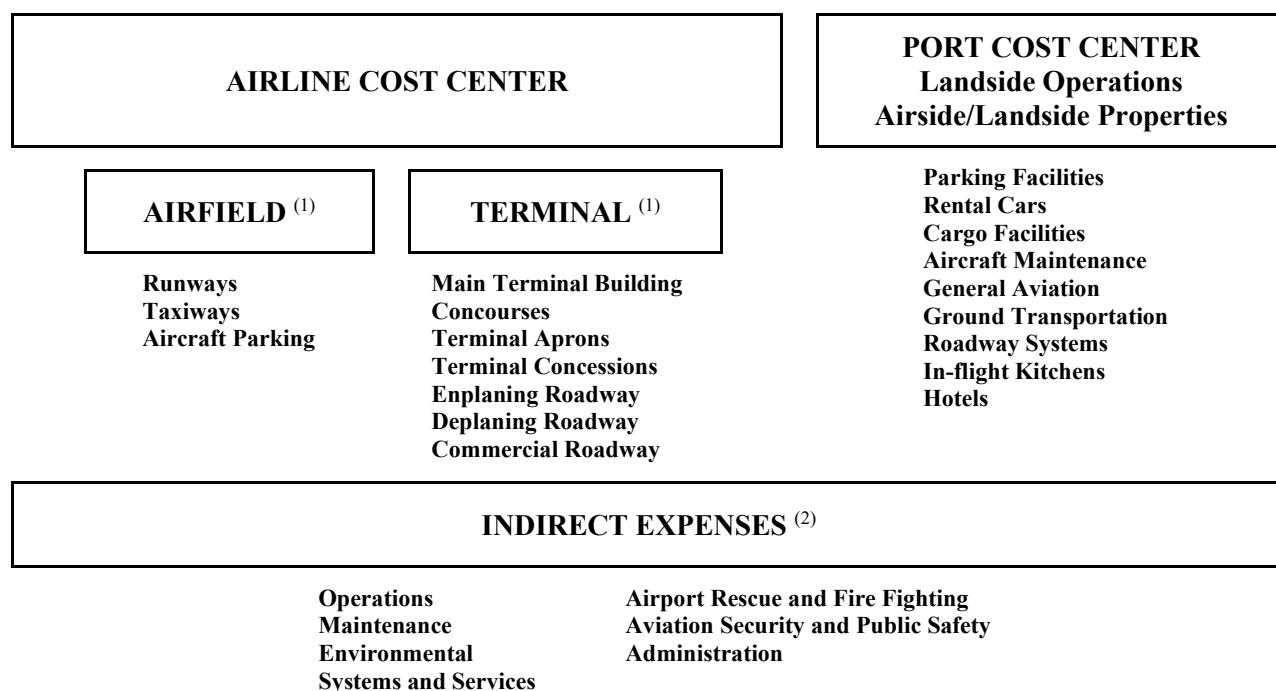 AIRLINE COST CENTER
PORT COST CENTER
Landside Operations
Airside/Landside Properties
AIRFIELD (1)
TERMINAL (1)
Runways
Taxiways
Aircraft Parking
Main Terminal Building
Concourses
Terminal Aprons
Terminal Concessions
Enplaning Roadway
Deplaning Roadway
Commercial Roadway
Parking Facilities
Rental Cars
Cargo Facilities
Aircraft Maintenance
General Aviation
Ground Transportation
Roadway Systems
In-flight Kitchens
Hotels
INDIRECT EXPENSES (2)
Operations
Maintenance
Environmental
Systems and Services
Airport Rescue and Fire Fighting
Aviation Security and Public Safety
Administration